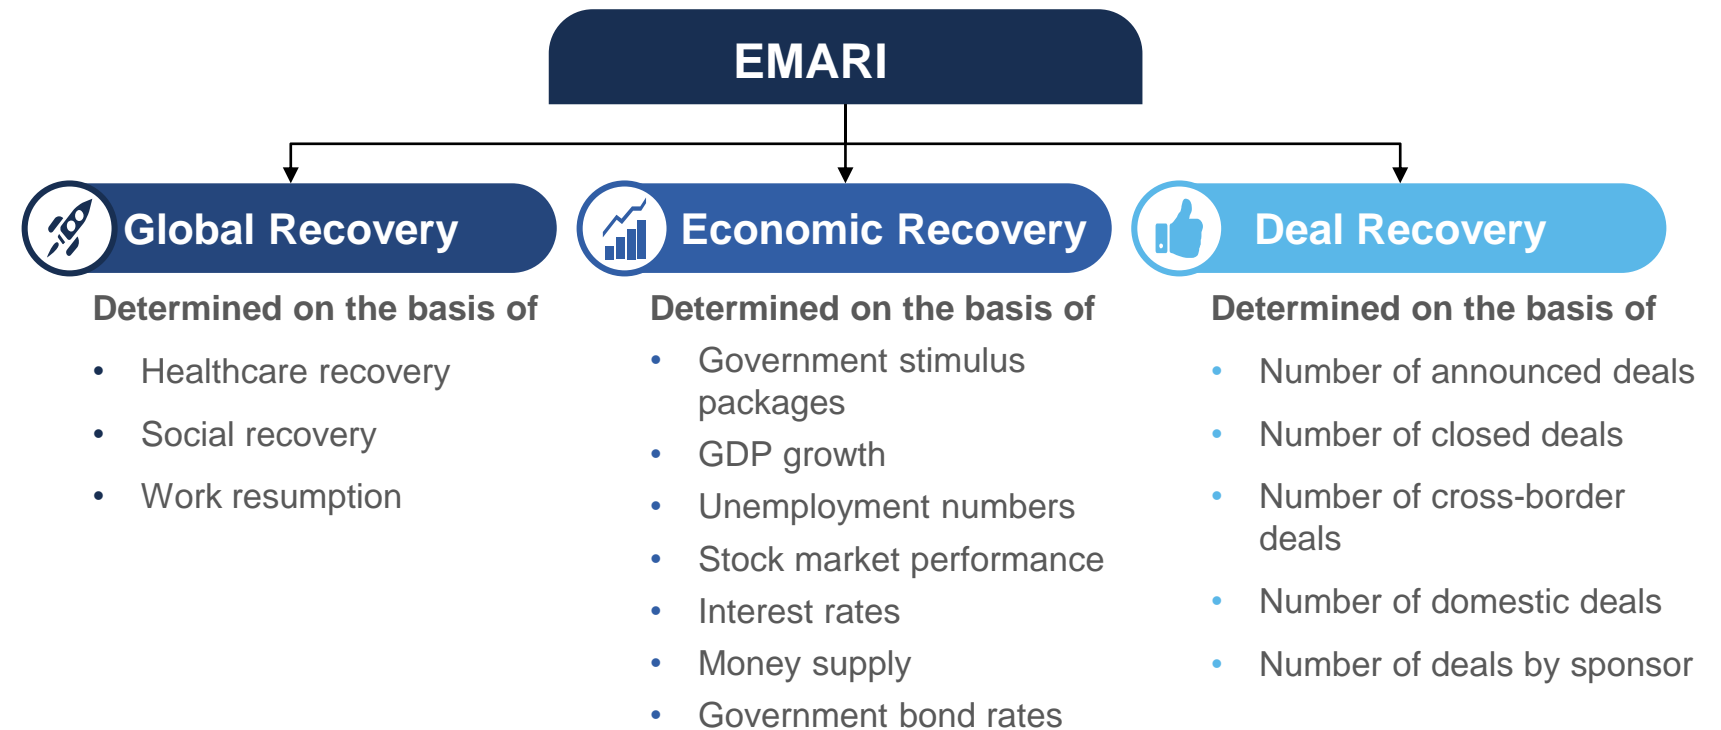 EMARI
Global Recovery
Determined on the basis of
• Healthcare recovery
• Social recovery
• Work resumption
Economic Recovery
Determined on the basis of
• Government stimulus
packages
• GDP growth
• Unemployment numbers
• Stock market performance
• Interest rates
• Money supply
• Government bond rates
Deal Recovery
Determined on the basis of
• Number of announced deals
• Number of closed deals
• Number of cross-border
deals
• Number of domestic deals
• Number of deals by sponsor